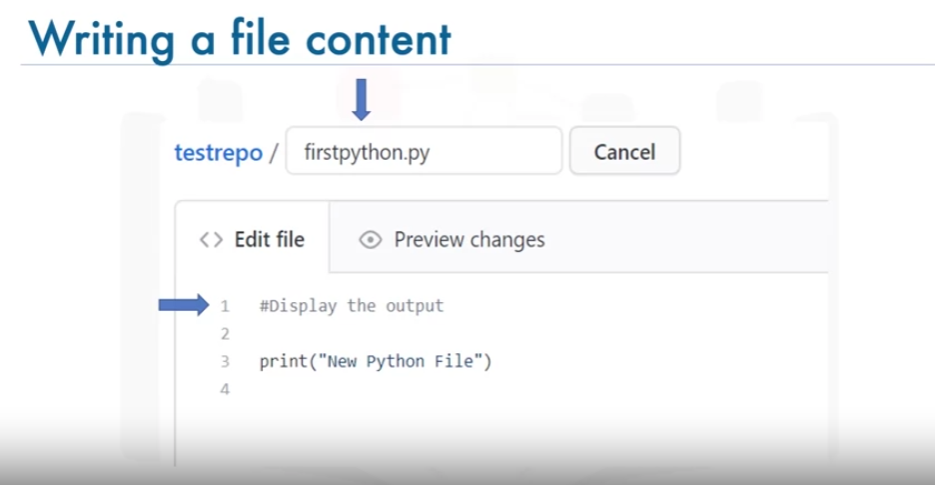 Writing a file content
testrepo / firstpython.py Cancel
<> Edit file Preview changes
1 #Display the output
2
3 print("New Python File")
4